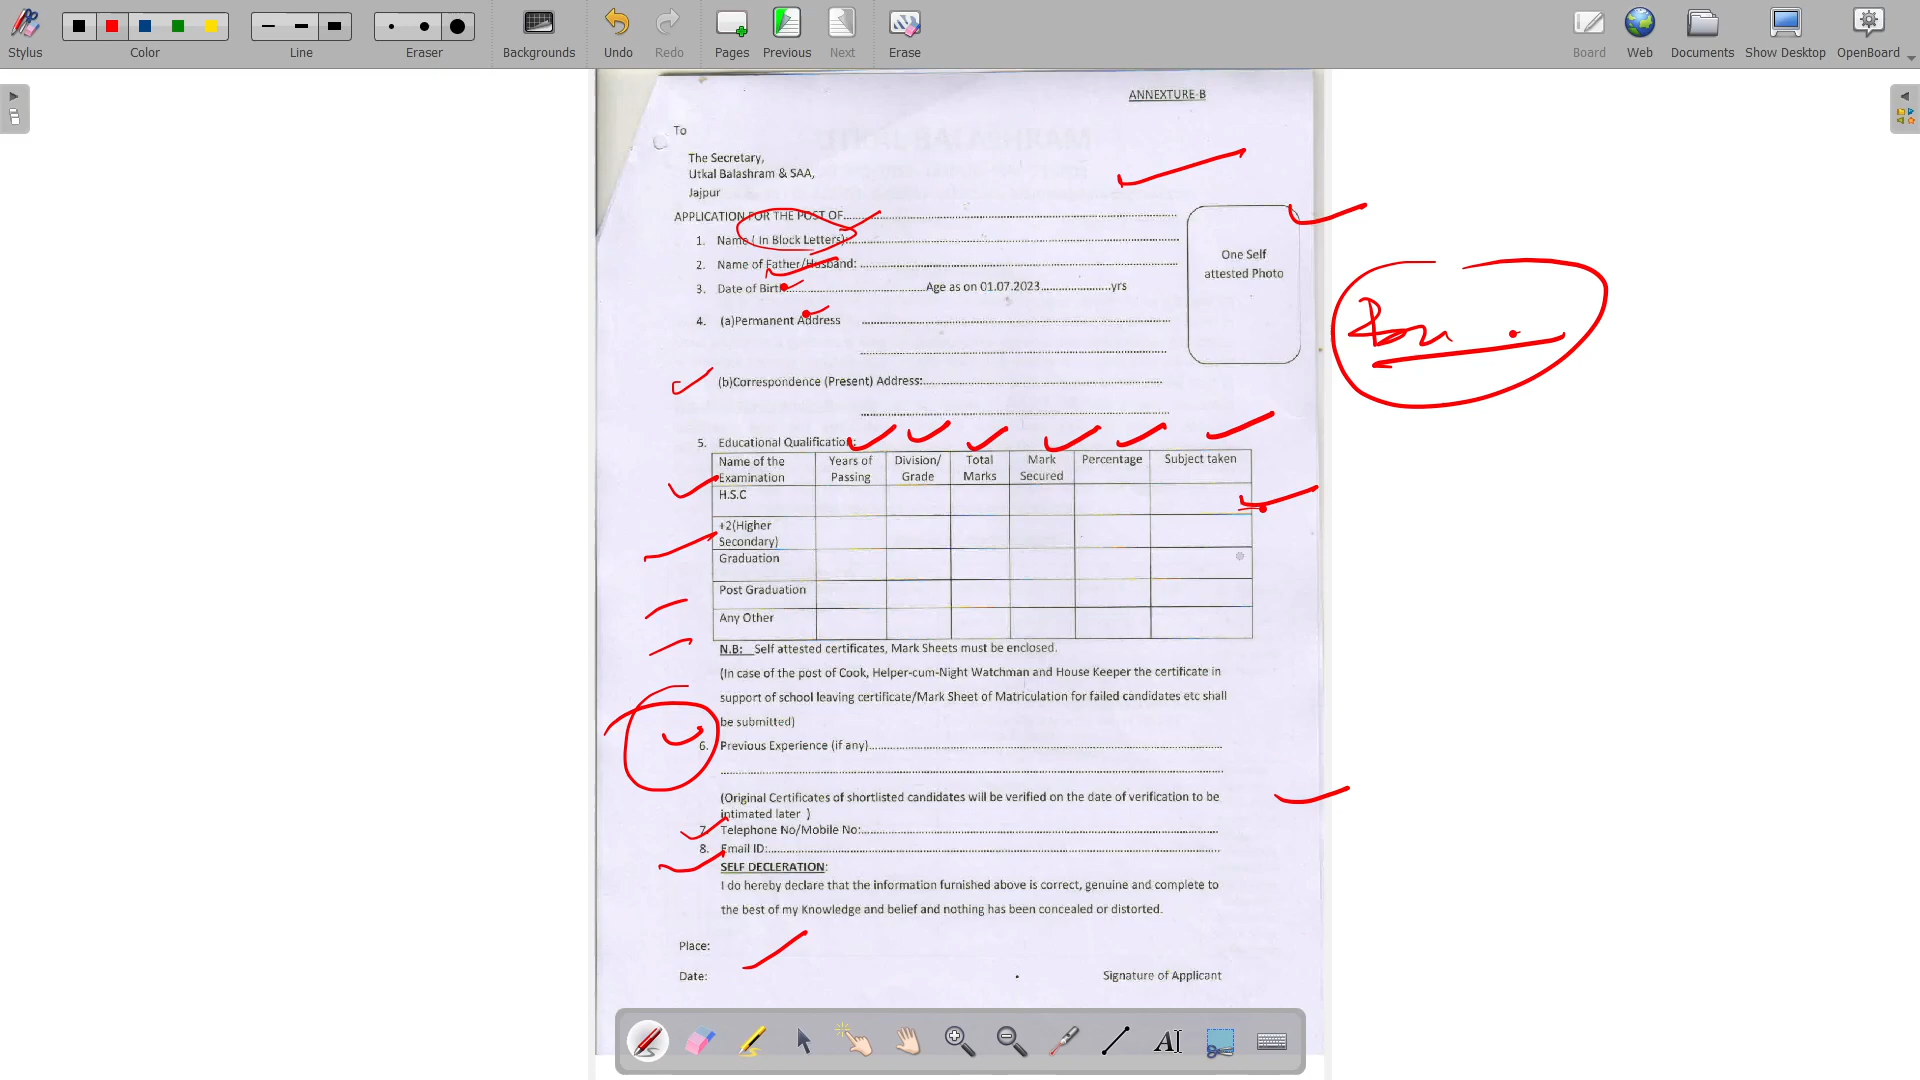 Stylus
Color
Line
Eraser
Backgrounds
Undo
Redo
Pages
Previous
Next
Erase
Board
Web
Documents
Show Desktop
OpenBoard
ANNEXTURE-B
To
The Secretary,
Utkal Balashram & SAA,
Jajpur
APPLICATION FOR THE POST OF
1. Name ( In Block Letters):
2. Name of Father/Husband:
3. Date of Birth Age as on 01.07.2023 yrs
One Self
attested Photo
4. (a)Permanent Address
(b)Correspondence (Present) Address:
5. Educational Qualification:
Name of the Examination Years of Passing Division/ Grade Total Marks Mark Secured Percentage Subject taken
H.S.C
+2(Higher
Secondary)
Graduation
Post Graduation
Any Other
N.B: Self attested certificates, Mark Sheets must be enclosed.
(In case of the post of Cook, Helper-cum-Night Watchman and House Keeper the certificate in
support of school leaving certificate/Mark Sheet of Matriculation for failed candidates etc shall
be submitted)
6. Previous Experience (if any)
(Original Certificates of shortlisted candidates will be verified on the date of verification to be
intimated later )
7. Telephone No/Mobile No:
8. Email ID:
SELF DECLERATION:
I do hereby declare that the information furnished above is correct, genuine and complete to
the best of my Knowledge and belief and nothing has been concealed or distorted.
Place:
Date:
Signature of Applicant